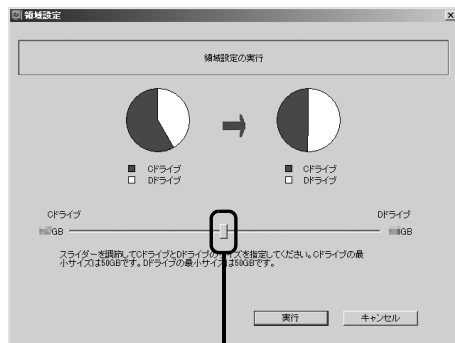 領域設定
領域設定の実行
Cドライブ
Dドライブ
Cドライブ
Dドライブ
Cドライブ
Dドライブ
GB
GB
スライダーを調節してCドライブとDドライブのサイズを指定してください。Cドライブの最
小サイズは50GBです。Dドライブの最小サイズは50GBです。
実行
キャンセル